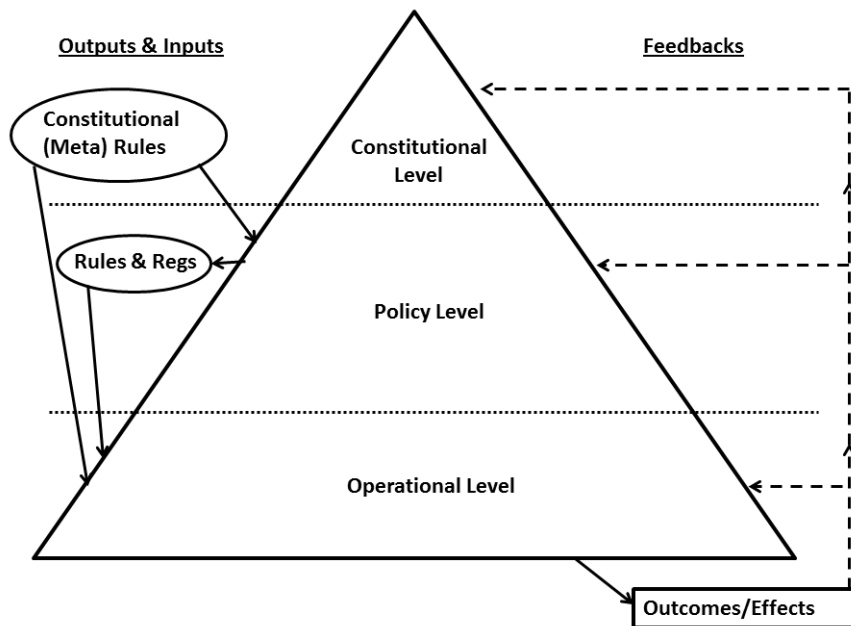 Outputs & Inputs
Feedbacks
Constitutional
(Meta) Rules
Constitutional
Level
Rules & Regs
Policy Level
Operational Level
Outcomes/Effects